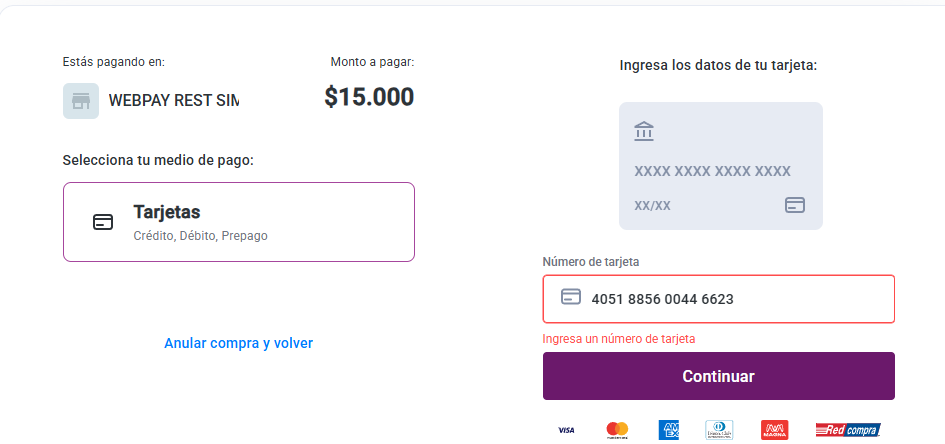 Estás pagando en:
WEBPAY REST SIM
Monto a pagar:
$15.000
Selecciona tu medio de pago:
Tarjetas
Crédito, Débito, Prepago
Anular compra y volver
Ingresa los datos de tu tarjeta:
XXXX XXXX XXXX XXXX
XX/XX
Número de tarjeta
4051 8856 0044 6623
Ingresa un número de tarjeta
Continuar
VISA
AM EX
MAGNA
Red compra